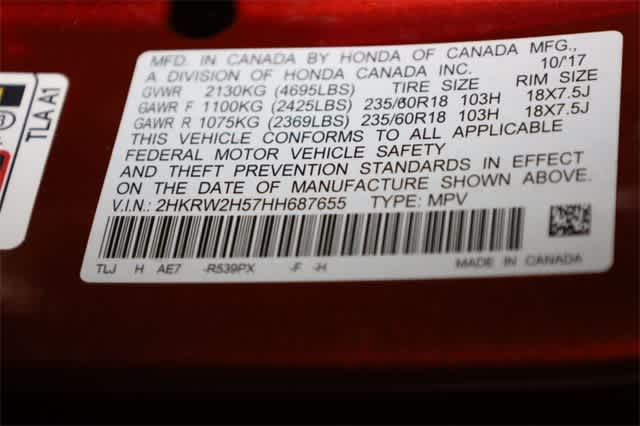 MFD. IN CANADA BY HONDA OF CANADA MFG.,
A DIVISION OF HONDA CANADA INC. 10/'17
GVWR 2130KG (4695LBS) TIRE SIZE RIM SIZE
GAWR F 1100KG (2425LBS) 235/60R18 103H 18X7.5J
GAWR R 1075KG (2369LBS) 235/60R18 103H 18X7.5J
THIS VEHICLE CONFORMS TO ALL APPLICABLE
FEDERAL MOTOR VEHICLE SAFETY
AND THEFT PREVENTION STANDARDS IN EFFECT
ON THE DATE OF MANUFACTURE SHOWN ABOVE.
V.I.N.: 2HKRW2H57HH687655 TYPE: MPV
TLJ H AE7 -R539PX -F -H MADE IN CANADA
TLA A1